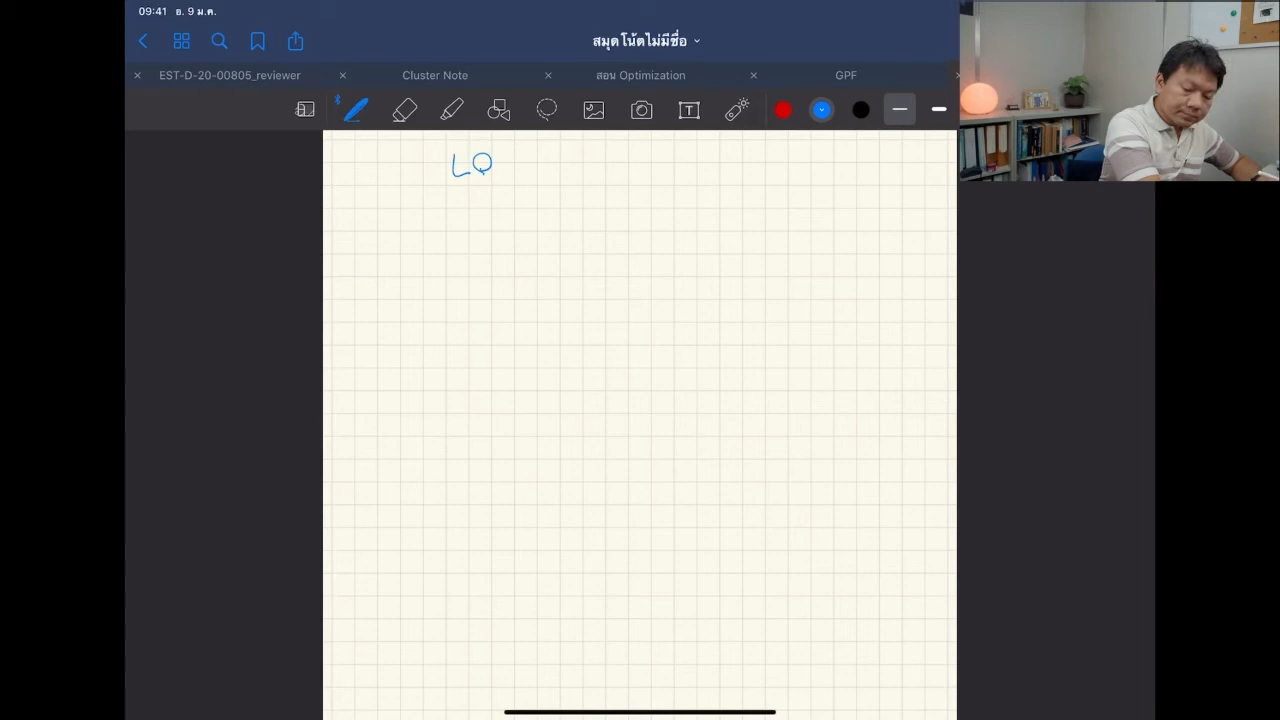 09:41 อ. 9 ม.ค.
สมุดโน้ตไม่มีชื่อ
EST-D-20-00805_reviewer
Cluster Note
สอน Optimization
GPF
LQ